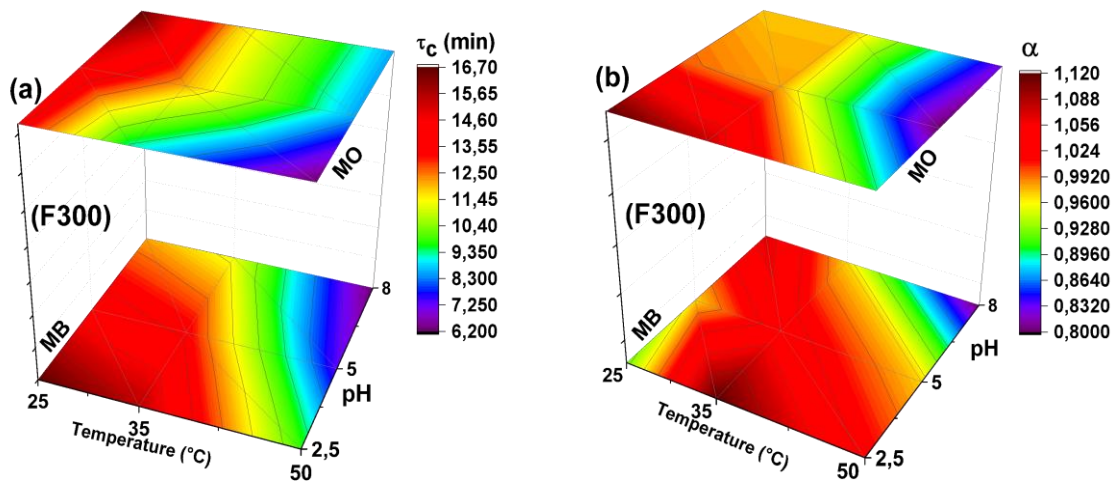 (a)
τc (min)
16,70
15,65
14,60
13,55
12,50
11,45
10,40
9,350
8,300
7,250
6,200
MO
(F300)
MB
25
35
50
Temperature (°C)
2,5
5
8
pH
(b)
α
1,120
1,088
1,056
1,024
0,9920
0,9600
0,9280
0,8960
0,8640
0,8320
0,8000
MO
(F300)
MB
25
35
50
Temperature (°C)
2,5
5
8
pH